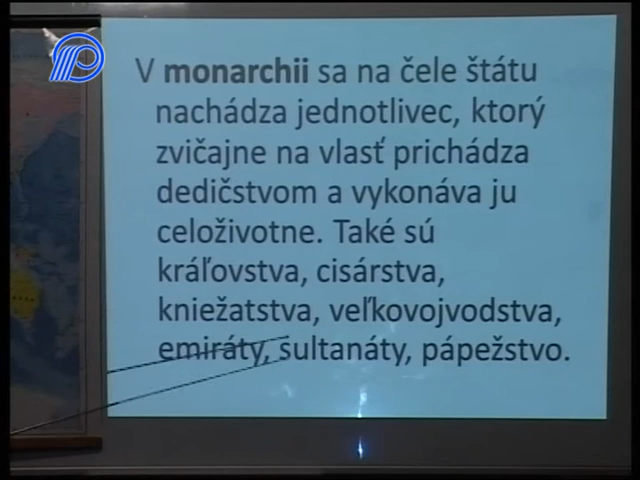 V monarchii sa na čele štátu
nachádza jednotlivec, ktorý
zvičajne na vlasť prichádza
dedičstvom a vykonáva ju
celoživotne. Také sú
kráľovstva, cisárstva,
kniežatstva, veľkovojvodstva,
emiráty, sultanáty, pápežstvo.